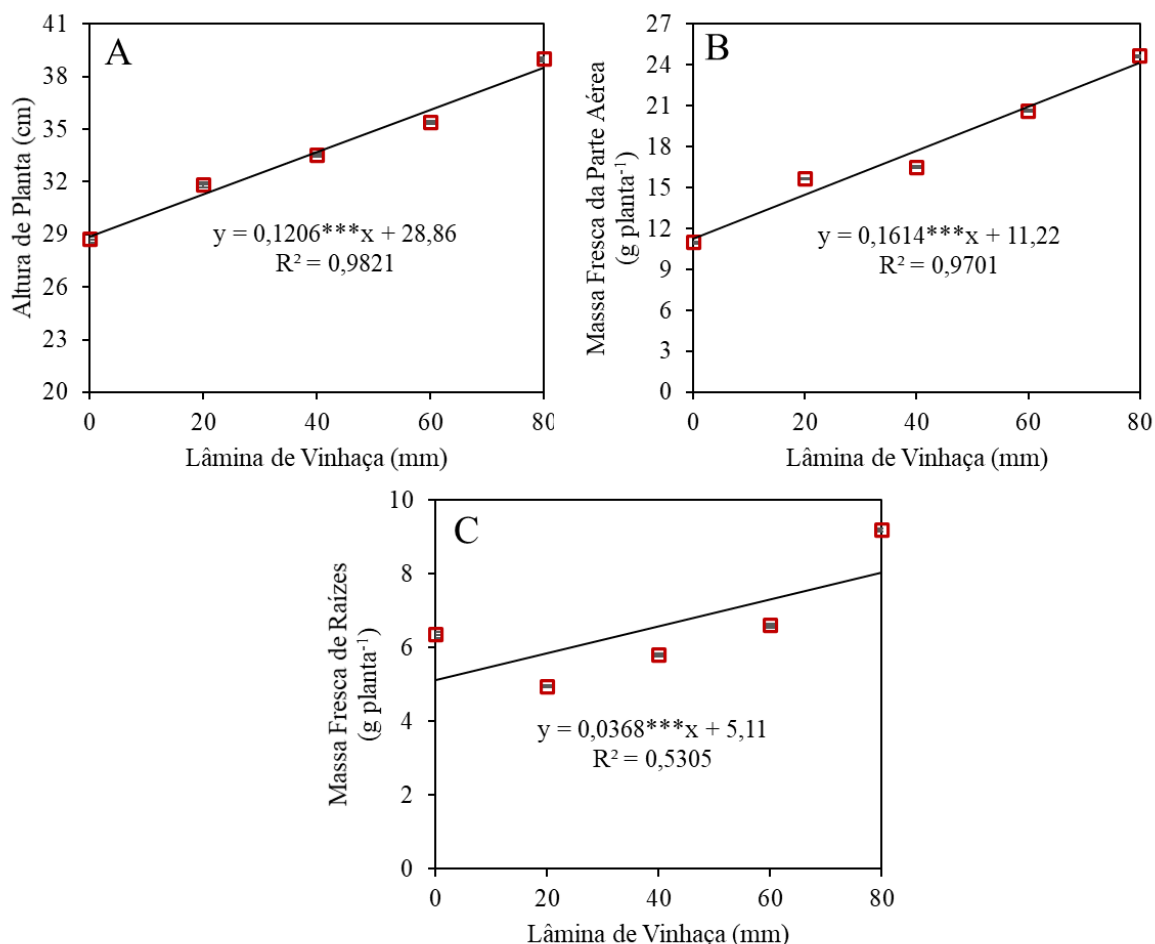 A
Altura de Planta (cm)
41
38
35
32
29
26
23
20
y = 0,1206***x + 28,86
R² = 0,9821
0 20 40 60 80
Lâmina de Vinhaça (mm)
B
Massa Fresca da Parte Aérea
(g planta⁻¹)
27
24
21
18
15
12
9
6
3
0
y = 0,1614***x + 11,22
R² = 0,9701
0 20 40 60 80
Lâmina de Vinhaça (mm)
C
Massa Fresca de Raízes
(g planta⁻¹)
10
8
6
4
2
0
y = 0,0368***x + 5,11
R² = 0,5305
0 20 40 60 80
Lâmina de Vinhaça (mm)